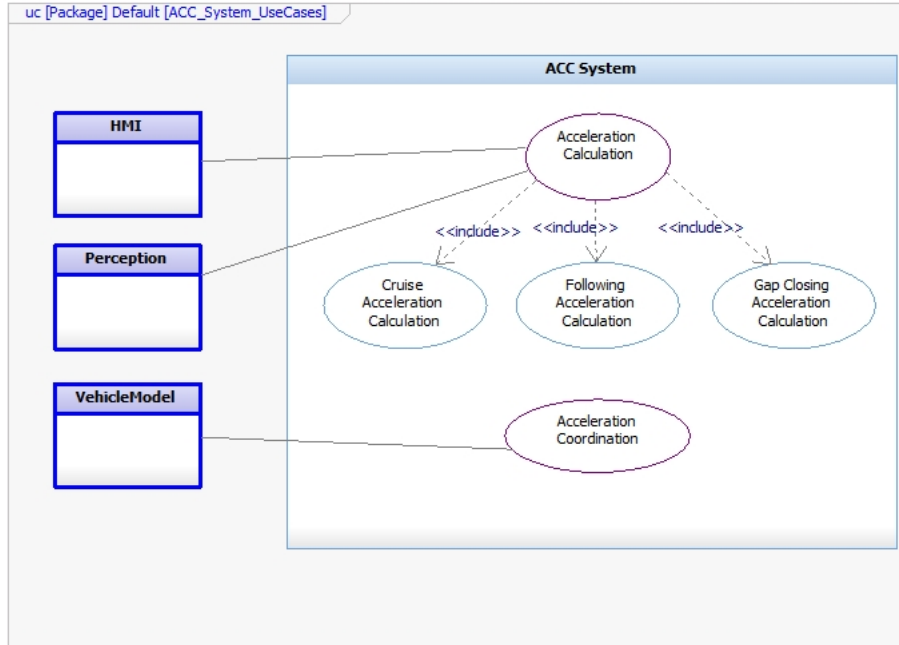 uc [Package] Default [ACC_System_UseCases]
ACC System
HMI
Acceleration
Calculation
<<include>> <<include>> <<include>>
Perception
Cruise
Acceleration
Calculation
Following
Acceleration
Calculation
Gap Closing
Acceleration
Calculation
VehicleModel
Acceleration
Coordination